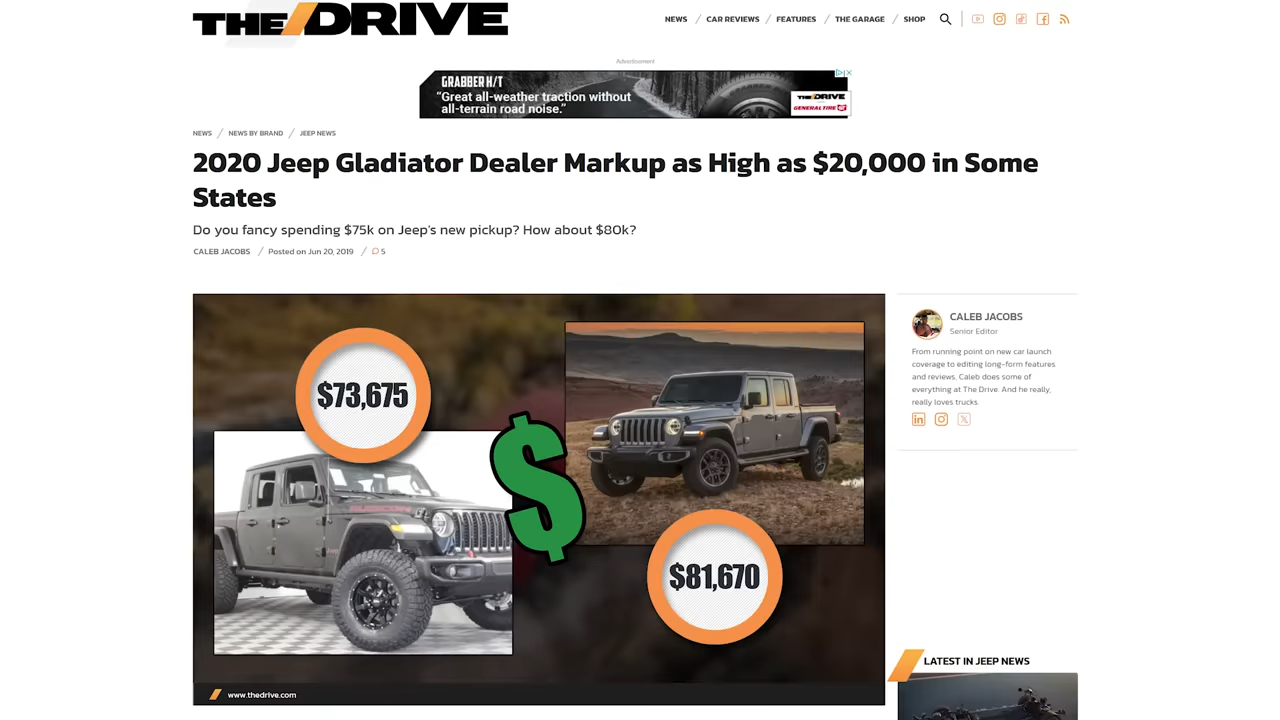 THE/DRIVE
NEWS / CAR REVIEWS / FEATURES / THE GARAGE / SHOP
Advertisement
GRABBER H/T
“Great all-weather traction without
all-terrain road noise.”
THE/DRIVE
GENERAL TIRE
NEWS / NEWS BY BRAND / JEEP NEWS
2020 Jeep Gladiator Dealer Markup as High as $20,000 in Some
States
Do you fancy spending $75k on Jeep's new pickup? How about $80k?
CALEB JACOBS / Posted on Jun 20, 2019 / 5
$73,675
$
RUBICON
$81,670
www.thedrive.com
CALEB JACOBS
Senior Editor
From running point on new car launch
coverage to editing long-form features
and reviews, Caleb does some of
everything at The Drive. And he really,
really loves trucks.
LATEST IN JEEP NEWS